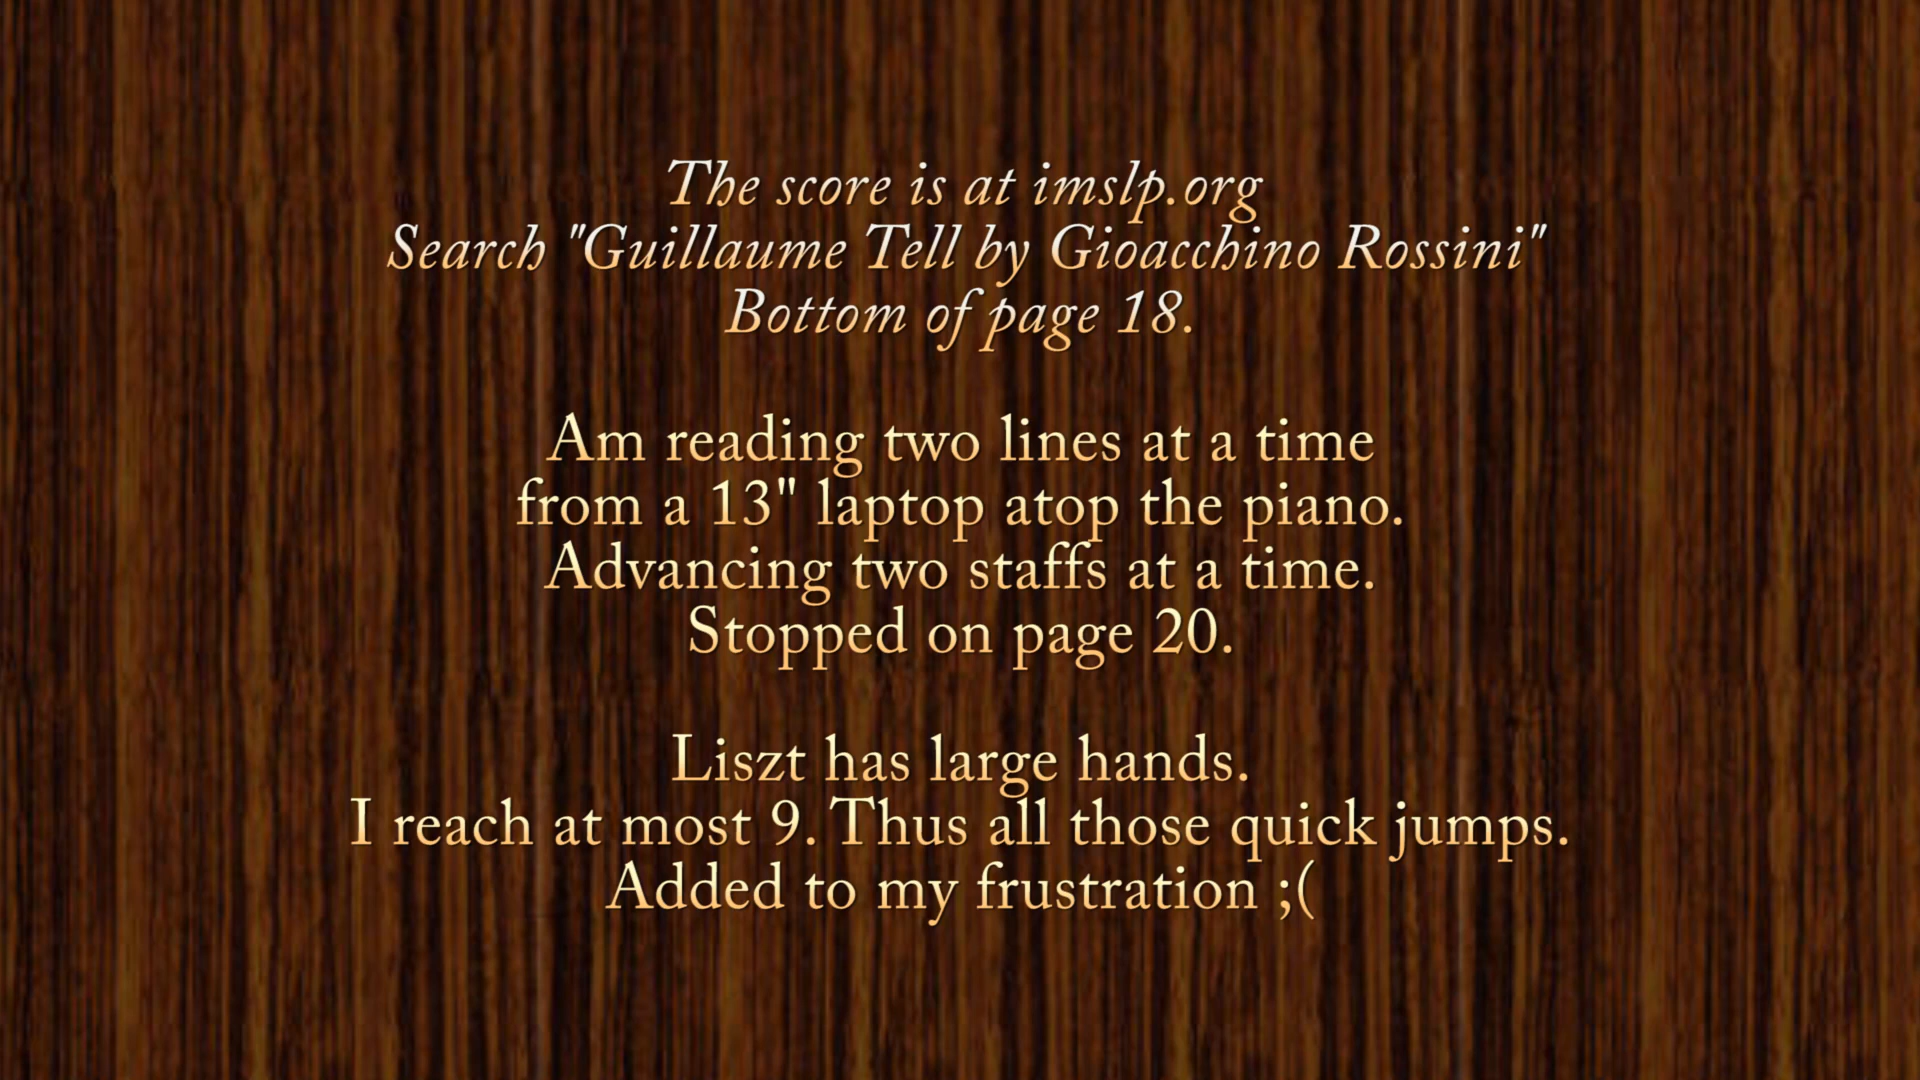 The score is at imslp.org
Search "Guillaume Tell by Gioacchino Rossini"
Bottom of page 18.
Am reading two lines at a time
from a 13" laptop atop the piano.
Advancing two staffs at a time.
Stopped on page 20.
Liszt has large hands.
I reach at most 9. Thus all those quick jumps.
Added to my frustration ;(